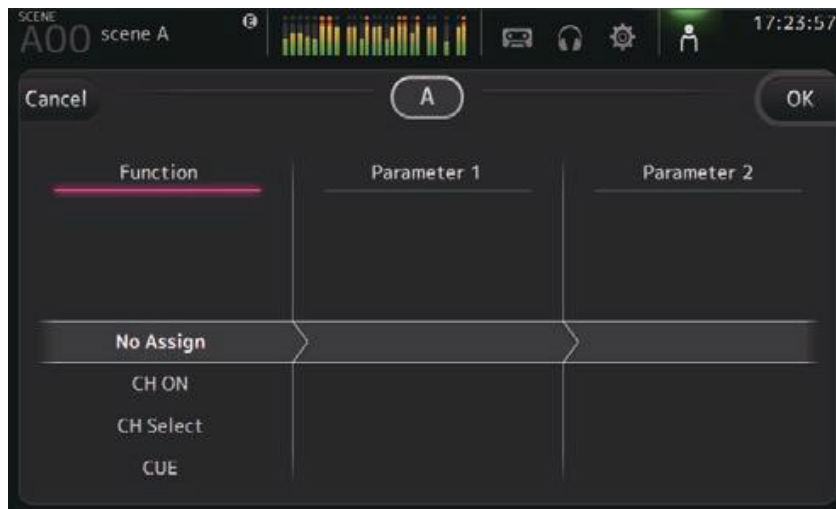 SCENE
A00 scene A E 17:23:57
Cancel A OK
Function Parameter 1 Parameter 2
No Assign
CH ON
CH Select
CUE